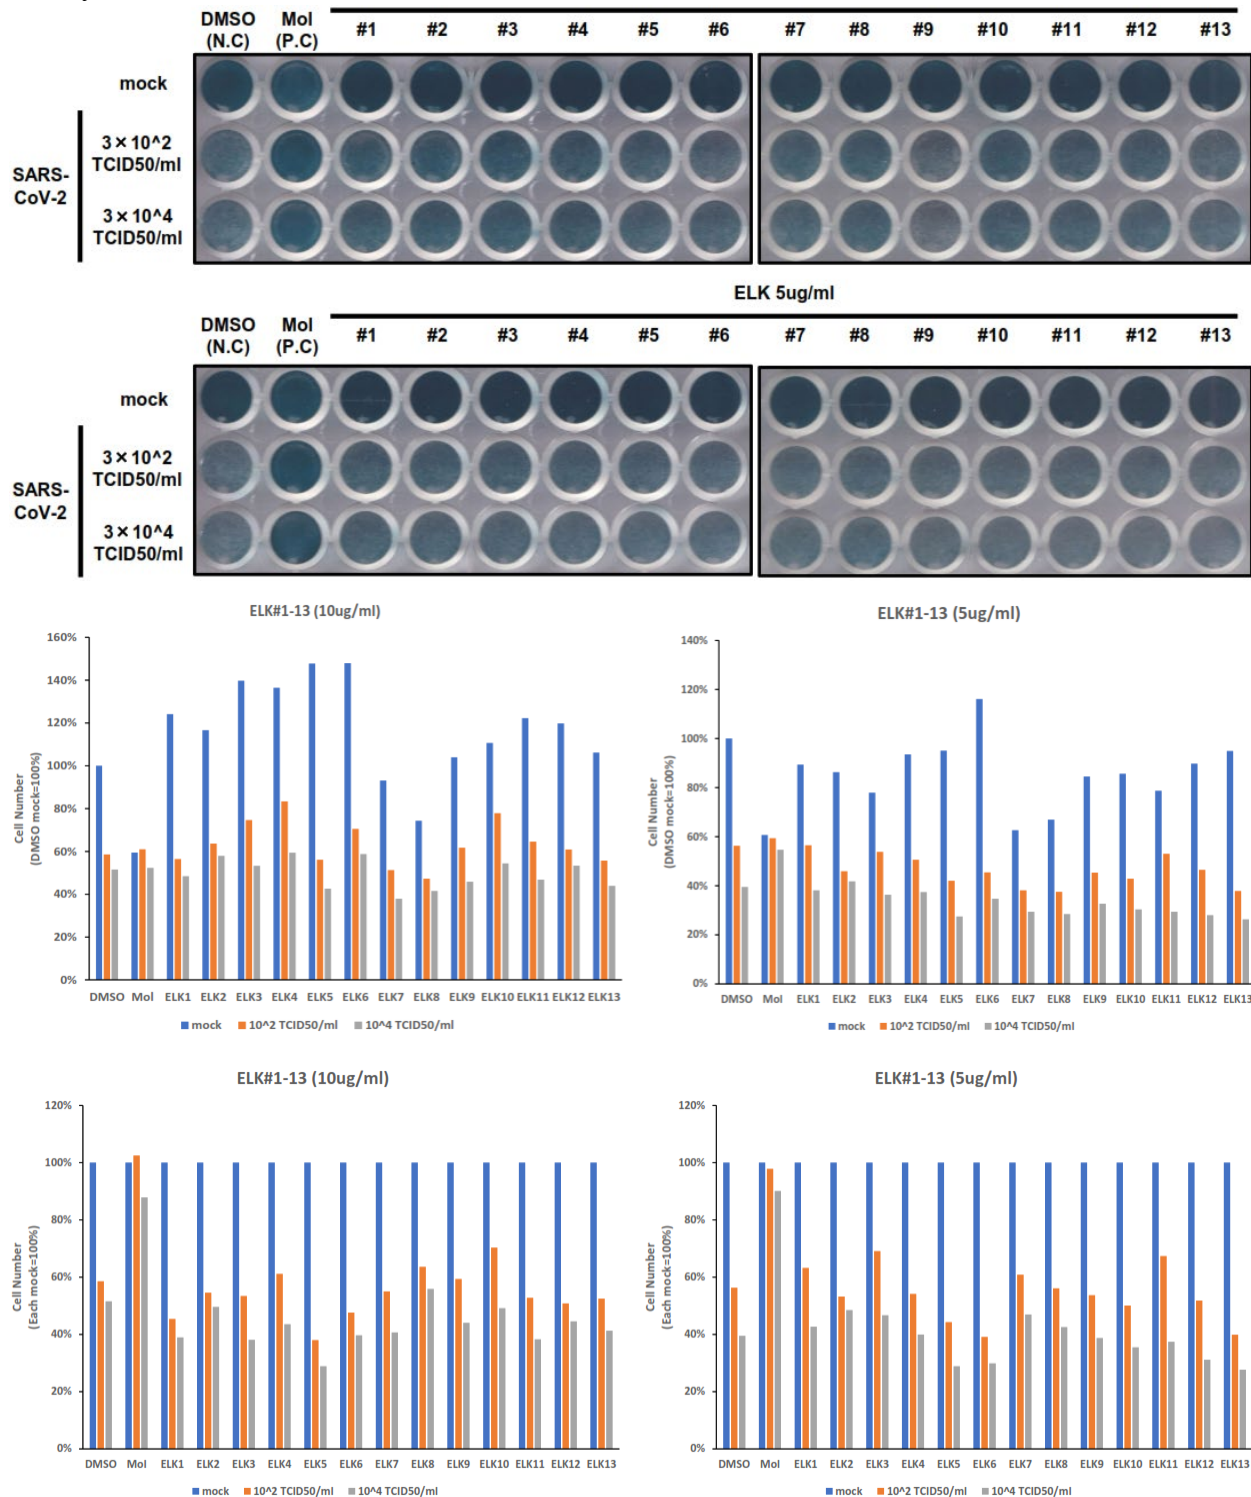 DMSO Mol #1 #2 #3 #4 #5 #6 #7 #8 #9 #10 #11 #12 #13
(N.C) (P.C)
mock
3×10^2
TCID50/ml
SARS-
CoV-2
3×10^4
TCID50/ml
ELK 5ug/ml
DMSO Mol #1 #2 #3 #4 #5 #6 #7 #8 #9 #10 #11 #12 #13
(N.C) (P.C)
mock
3×10^2
TCID50/ml
SARS-
CoV-2
3×10^4
TCID50/ml
ELK#1-13 (10ug/ml)
160%
140%
120%
100%
80%
60%
40%
20%
0%
Cell Number
(DMSO mock=100%)
DMSO Mol ELK1 ELK2 ELK3 ELK4 ELK5 ELK6 ELK7 ELK8 ELK9 ELK10 ELK11 ELK12 ELK13
mock 10^2 TCID50/ml 10^4 TCID50/ml
ELK#1-13 (5ug/ml)
140%
120%
100%
80%
60%
40%
20%
0%
Cell Number
(DMSO mock=100%)
DMSO Mol ELK1 ELK2 ELK3 ELK4 ELK5 ELK6 ELK7 ELK8 ELK9 ELK10 ELK11 ELK12 ELK13
mock 10^2 TCID50/ml 10^4 TCID50/ml
ELK#1-13 (10ug/ml)
120%
100%
80%
60%
40%
20%
0%
Cell Number
(Each mock=100%)
DMSO Mol ELK1 ELK2 ELK3 ELK4 ELK5 ELK6 ELK7 ELK8 ELK9 ELK10 ELK11 ELK12 ELK13
mock 10^2 TCID50/ml 10^4 TCID50/ml
ELK#1-13 (5ug/ml)
120%
100%
80%
60%
40%
20%
0%
Cell Number
(Each mock=100%)
DMSO Mol ELK1 ELK2 ELK3 ELK4 ELK5 ELK6 ELK7 ELK8 ELK9 ELK10 ELK11 ELK12 ELK13
mock 10^2 TCID50/ml 10^4 TCID50/ml